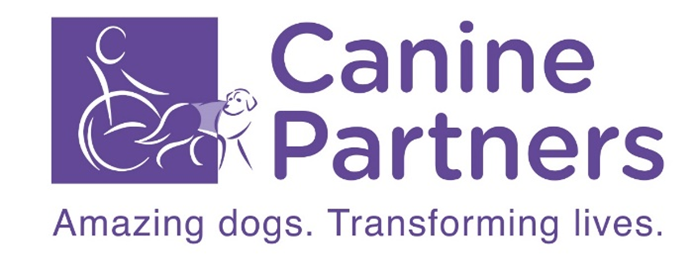 Canine
Partners
Amazing dogs. Transforming lives.